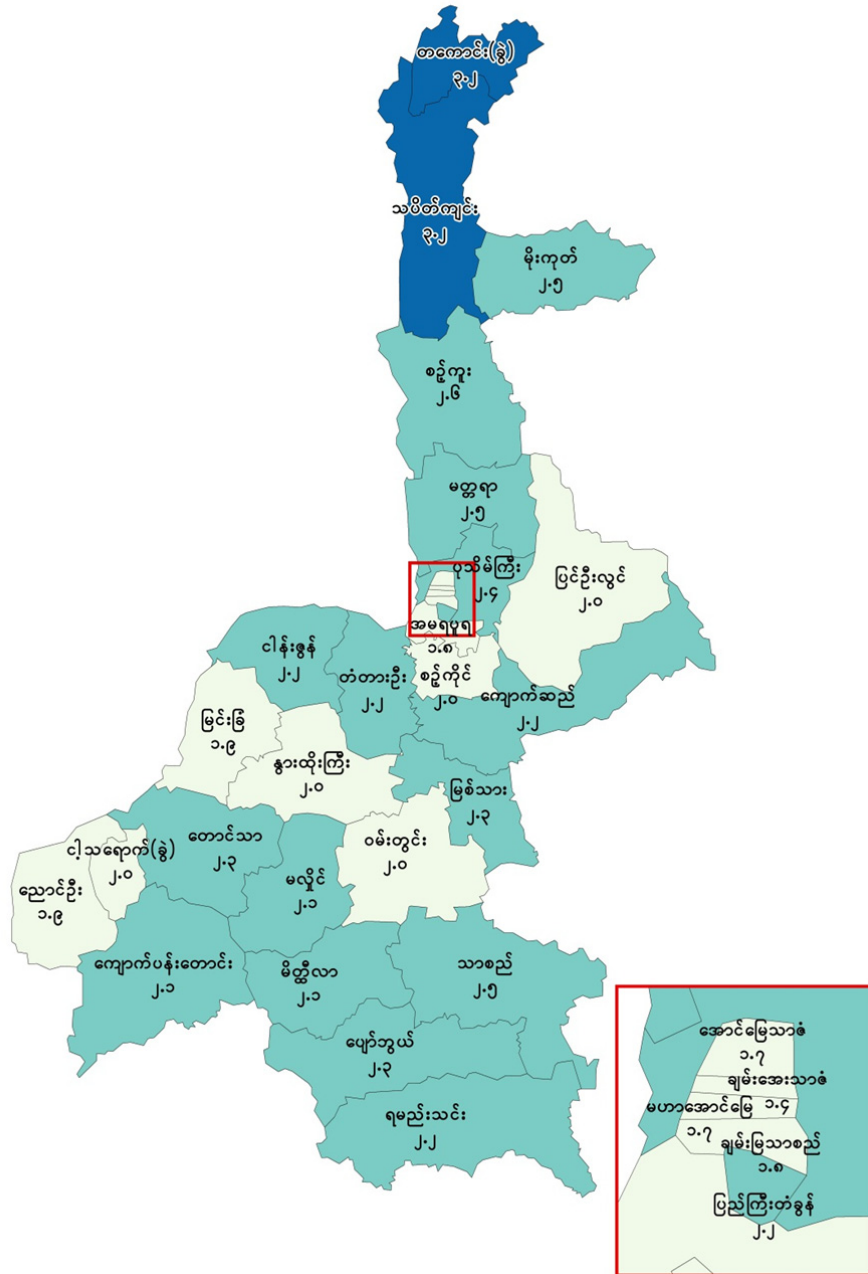 တကောင်း(ခွဲ)
၃.၂
သပိတ်ကျင်း
၃.၂
မိုးကုတ်
၂.၅
စဉ့်ကူး
၂.၆
မတ္တရာ
၂.၅
ပုသိမ်ကြီး
၂.၄
ပြင်ဦးလွင်
၂.၀
အမရပူရ
၁.၈
စဉ့်ကိုင်
၂.၀
ကျောက်ဆည်
၂.၂
ငါန်းဇွန်
၂.၂
တံတားဦး
၂.၂
မြင်းခြံ
၁.၉
နွားထိုးကြီး
၂.၀
မြစ်သား
၂.၃
တောင်သာ
၂.၃
ဝမ်းတွင်း
၂.၀
ငါ့သရောက်(ခွဲ)
၂.၀
မလှိုင်
၂.၁
ညောင်ဦး
၁.၉
ကျောက်ပန်းတောင်း
၂.၁
မိတ္ထီလာ
၂.၁
သာစည်
၂.၅
ပျော်ဘွယ်
၂.၃
ရမည်းသင်း
၂.၂
အောင်မြေသာဇံ
၁.၇
ချမ်းအေးသာဇံ
၁.၄
မဟာအောင်မြေ
၁.၇
ချမ်းမြသာစည်
၁.၈
ပြည်ကြီးတံခွန်
၂.၂